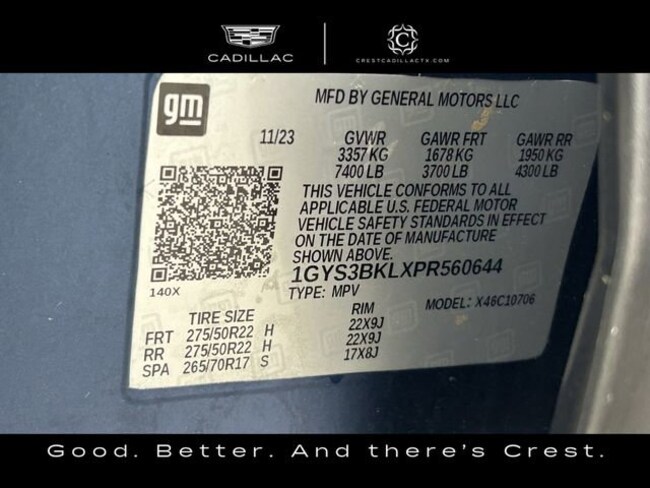 CADILLAC
CRESTCADILLACTX.COM
gm
MFD BY GENERAL MOTORS LLC
11/23 GVWR GAWR FRT GAWR RR
3357 KG 1678 KG 1950 KG
7400 LB 3700 LB 4300 LB
THIS VEHICLE CONFORMS TO ALL
APPLICABLE U.S. FEDERAL MOTOR
VEHICLE SAFETY STANDARDS IN EFFECT
ON THE DATE OF MANUFACTURE
SHOWN ABOVE.
1GYS3BKLXPR560644
140X
TYPE: MPV MODEL: X46C10706
TIRE SIZE RIM
FRT 275/50R22 H 22X9J
RR 275/50R22 H 22X9J
SPA 265/70R17 S 17X8J
Good. Better. And there's Crest.